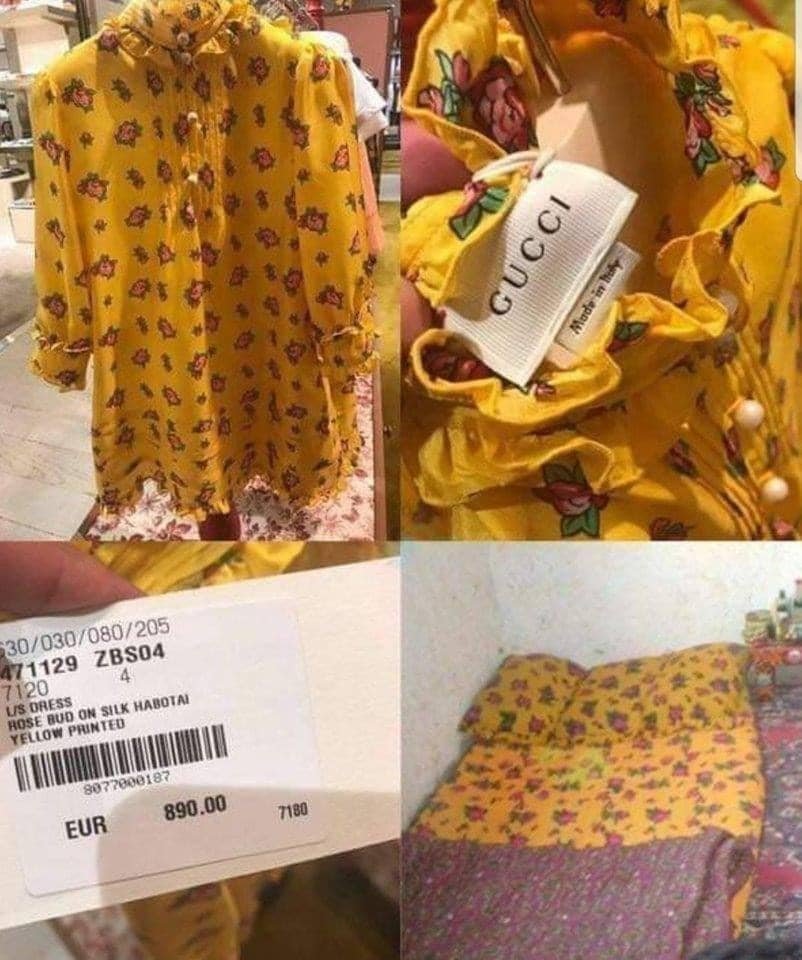 GUCCI
Made in Italy
30/030/080/205
471129 ZBS04
7120 4
L/S DRESS
ROSE BUD ON SILK HABOTAI
YELLOW PRINTED
8077000187
EUR 890.00 7180